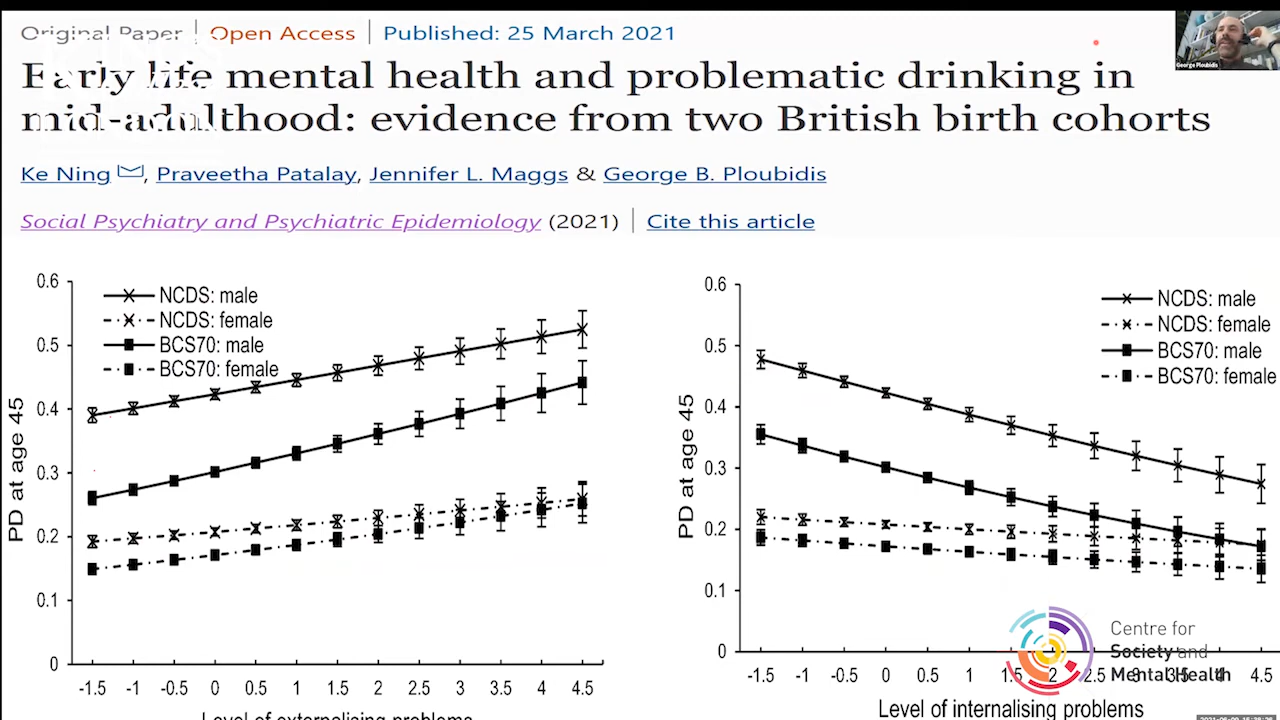 Original Paper | Open Access | Published: 25 March 2021
Early life mental health and problematic drinking in
mid-adulthood: evidence from two British birth cohorts
Ke Ning, Praveetha Patalay, Jennifer L. Maggs & George B. Ploubidis
Social Psychiatry and Psychiatric Epidemiology (2021) | Cite this article
George Ploubidis
NCDS: male
NCDS: female
BCS70: male
BCS70: female
PD at age 45
0.6
0.5
0.4
0.3
0.2
0.1
0
-1.5 -1 -0.5 0 0.5 1 1.5 2 2.5 3 3.5 4 4.5
Level of externalising problems
NCDS: male
NCDS: female
BCS70: male
BCS70: female
PD at age 45
0.6
0.5
0.4
0.3
0.2
0.1
0
-1.5 -1 -0.5 0 0.5 1 1.5 2 2.5 3 3.5 4 4.5
Level of internalising problems
Centre for
Society and
Mental Health